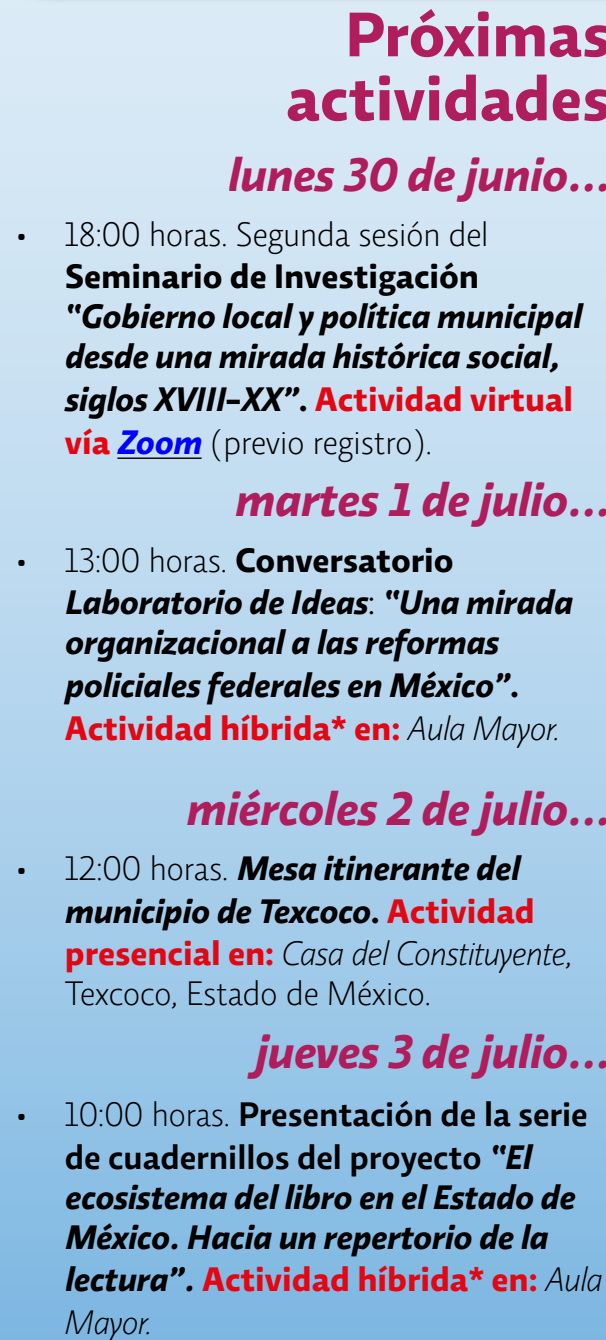 Próximas
actividades
lunes 30 de junio...
• 18:00 horas. Segunda sesión del
Seminario de Investigación
“Gobierno local y política municipal
desde una mirada histórica social,
siglos XVIII–XX”. Actividad virtual
vía Zoom (previo registro).
martes 1 de julio...
• 13:00 horas. Conversatorio
Laboratorio de Ideas: “Una mirada
organizacional a las reformas
policiales federales en México”.
Actividad híbrida* en: Aula Mayor.
miércoles 2 de julio...
• 12:00 horas. Mesa itinerante del
municipio de Texcoco. Actividad
presencial en: Casa del Constituyente,
Texcoco, Estado de México.
jueves 3 de julio...
• 10:00 horas. Presentación de la serie
de cuadernillos del proyecto “El
ecosistema del libro en el Estado de
México. Hacia un repertorio de la
lectura”. Actividad híbrida* en: Aula
Mayor.